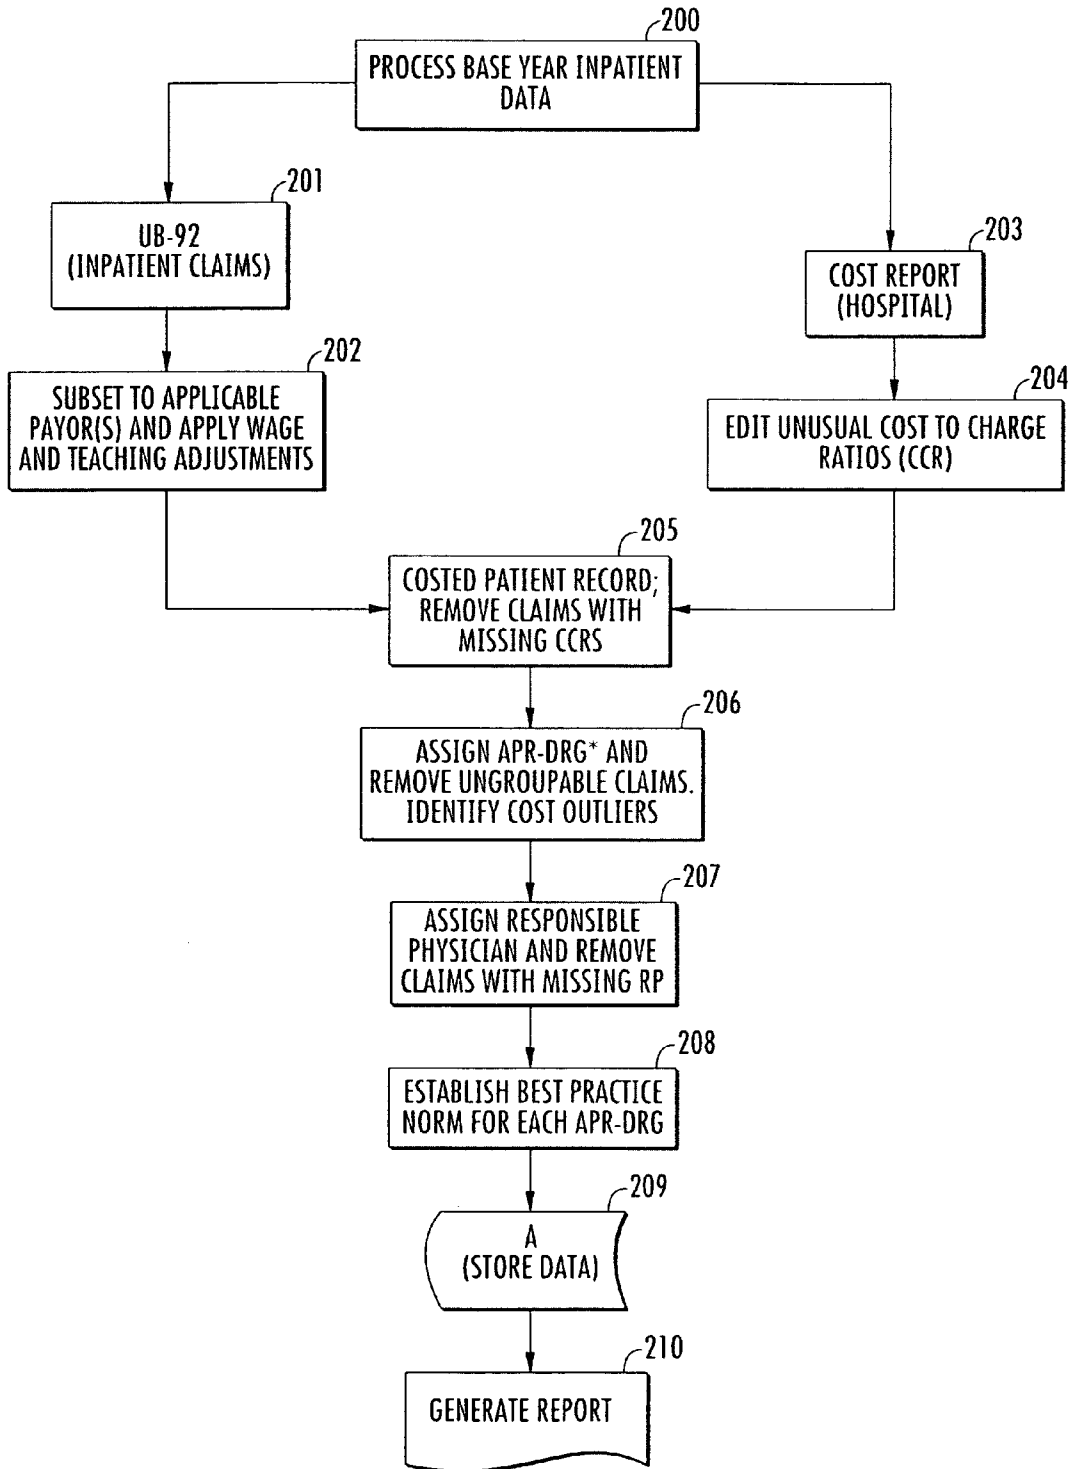 200
PROCESS BASE YEAR INPATIENT
DATA
201
UB-92
(INPATIENT CLAIMS)
203
COST REPORT
(HOSPITAL)
202
SUBSET TO APPLICABLE
PAYOR(S) AND APPLY WAGE
AND TEACHING ADJUSTMENTS
204
EDIT UNUSUAL COST TO CHARGE
RATIOS (CCR)
205
COSTED PATIENT RECORD;
REMOVE CLAIMS WITH
MISSING CCRS
206
ASSIGN APR-DRG* AND
REMOVE UNGROUPABLE CLAIMS.
IDENTIFY COST OUTLIERS
207
ASSIGN RESPONSIBLE
PHYSICIAN AND REMOVE
CLAIMS WITH MISSING RP
208
ESTABLISH BEST PRACTICE
NORM FOR EACH APR-DRG
209
A
(STORE DATA)
210
GENERATE REPORT